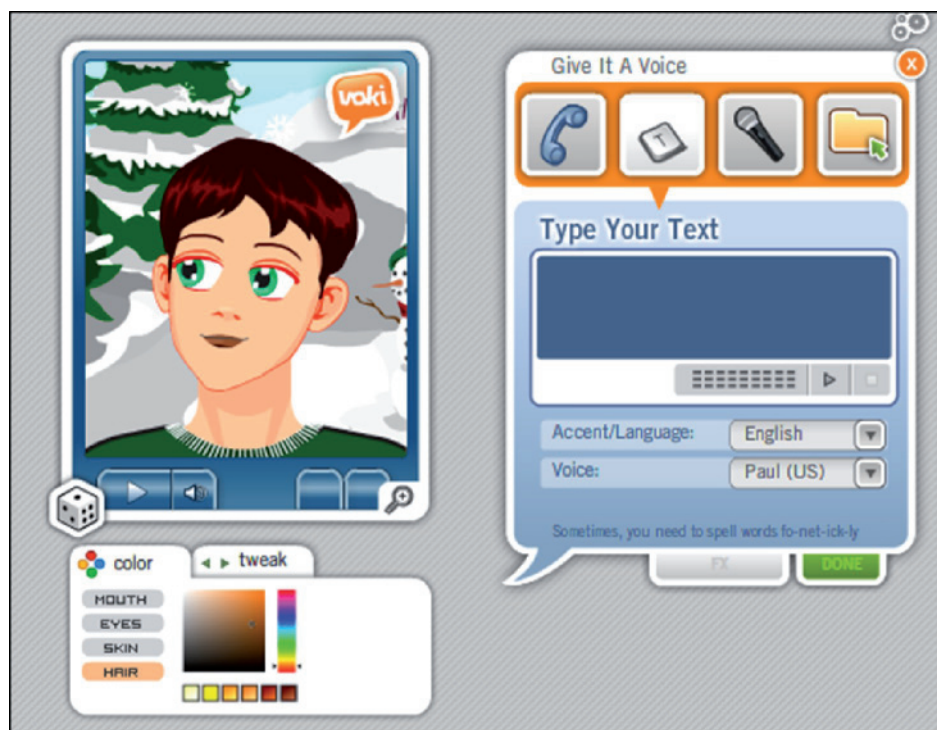 voki
color
tweak
MOUTH
EYES
SKIN
HAIR
Give It A Voice
X
T
Type Your Text
Accent/Language: English
Voice: Paul (US)
Sometimes, you need to spell words fo-net-ick-ly
FX
DONE